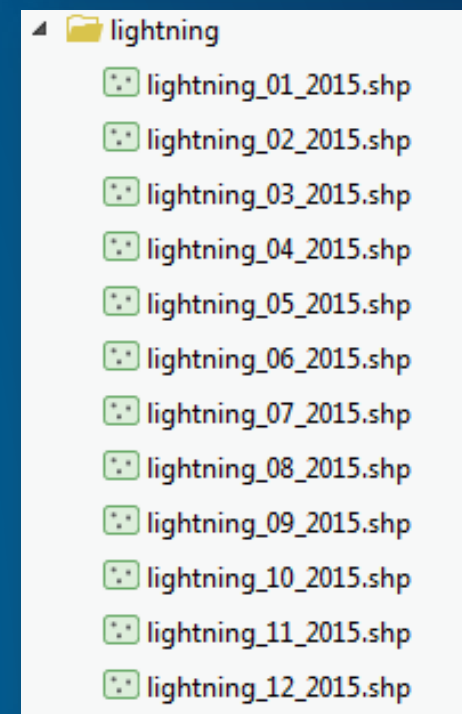 lightning
lightning_01_2015.shp
lightning_02_2015.shp
lightning_03_2015.shp
lightning_04_2015.shp
lightning_05_2015.shp
lightning_06_2015.shp
lightning_07_2015.shp
lightning_08_2015.shp
lightning_09_2015.shp
lightning_10_2015.shp
lightning_11_2015.shp
lightning_12_2015.shp